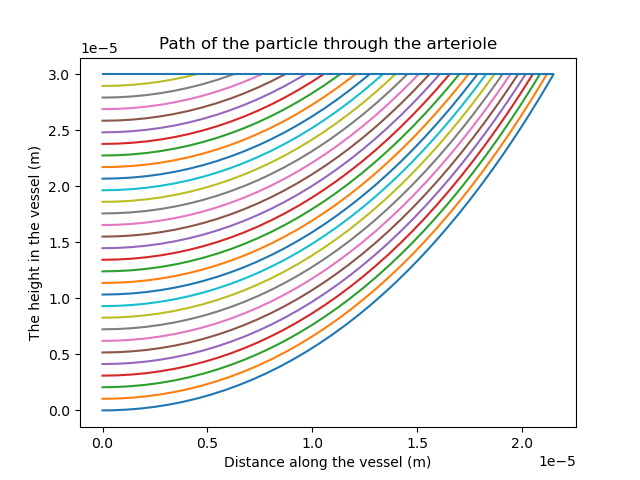 Path of the particle through the arteriole
1e−5
3.0
2.5
2.0
1.5
1.0
0.5
0.0
The height in the vessel (m)
0.0 0.5 1.0 1.5 2.0
1e−5
Distance along the vessel (m)